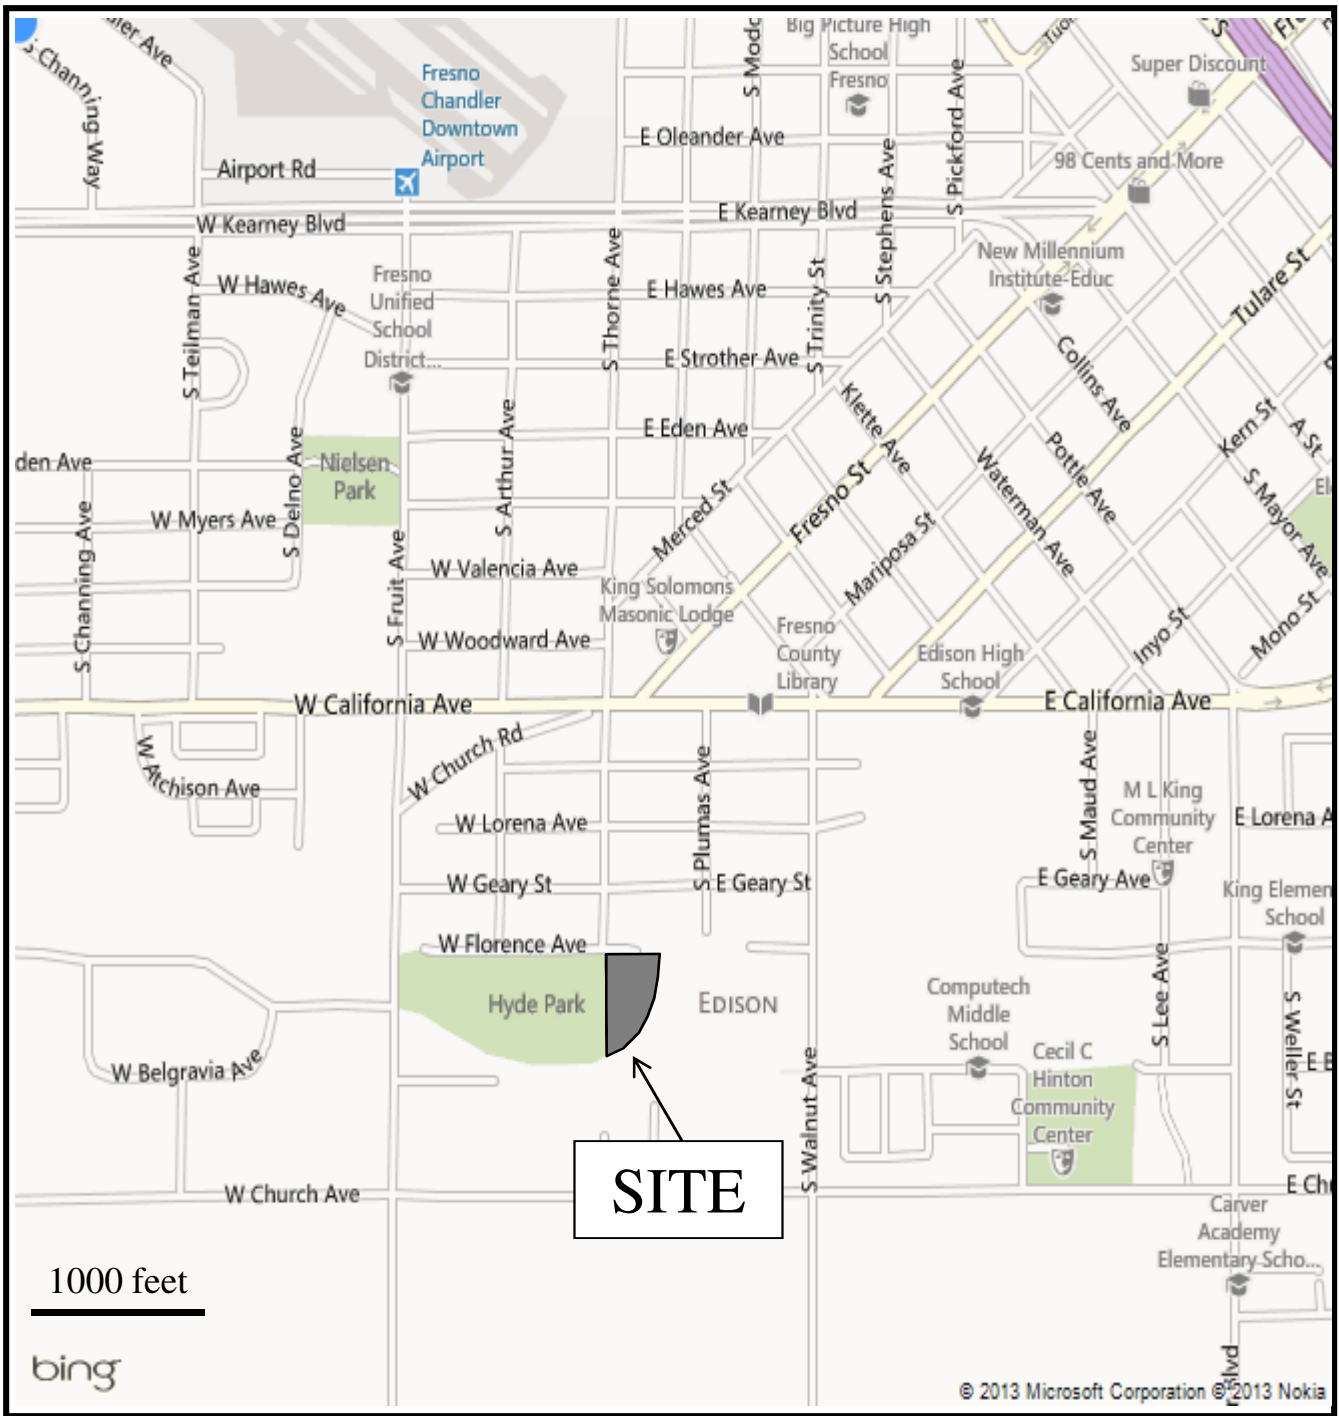 S Channing Way
Big Picture High
School
Fresno
S Pickford Ave
Super Discount
Fresno
Chandler
Downtown
Airport
E Oleander Ave
98 Cents and More
Airport Rd
W Kearney Blvd
E Kearney Blvd
S Stephens Ave
New Millennium
Institute-Educ
Tulare St
S Teilman Ave
W Hawes Ave
Fresno
Unified
School
District...
S Thorne Ave
E Hawes Ave
S Trinity St
E Strother Ave
Collins Ave
Klette Ave
E Eden Ave
S Arthur Ave
Kern St
A St
den Ave
S Delno Ave
Nielsen
Park
Pottle Ave
Waterman Ave
S Mayor Ave
W Myers Ave
S Channing Ave
Merced St
Fresno St
Mariposa St
S Fruit Ave
W Valencia Ave
King Solomons
Masonic Lodge
Fresno
County
Library
W Woodward Ave
Edison High
School
Inyo St
Mono St
W California Ave
E California Ave
W Church Rd
W Atchison Ave
S Plumas Ave
S Maud Ave
M L King
Community
Center
W Lorena Ave
E Lorena A
W Geary St
E Geary St
E Geary Ave
King Elemen
School
W Florence Ave
Hyde Park
EDISON
Computech
Middle
School
S Lee Ave
S Weller St
Cecil C
Hinton
Community
Center
W Belgravia Ave
S Walnut Ave
SITE
W Church Ave
E Ch
Carver
Academy
Elementary Scho...
1000 feet
bing
Blvd
© 2013 Microsoft Corporation © 2013 Nokia